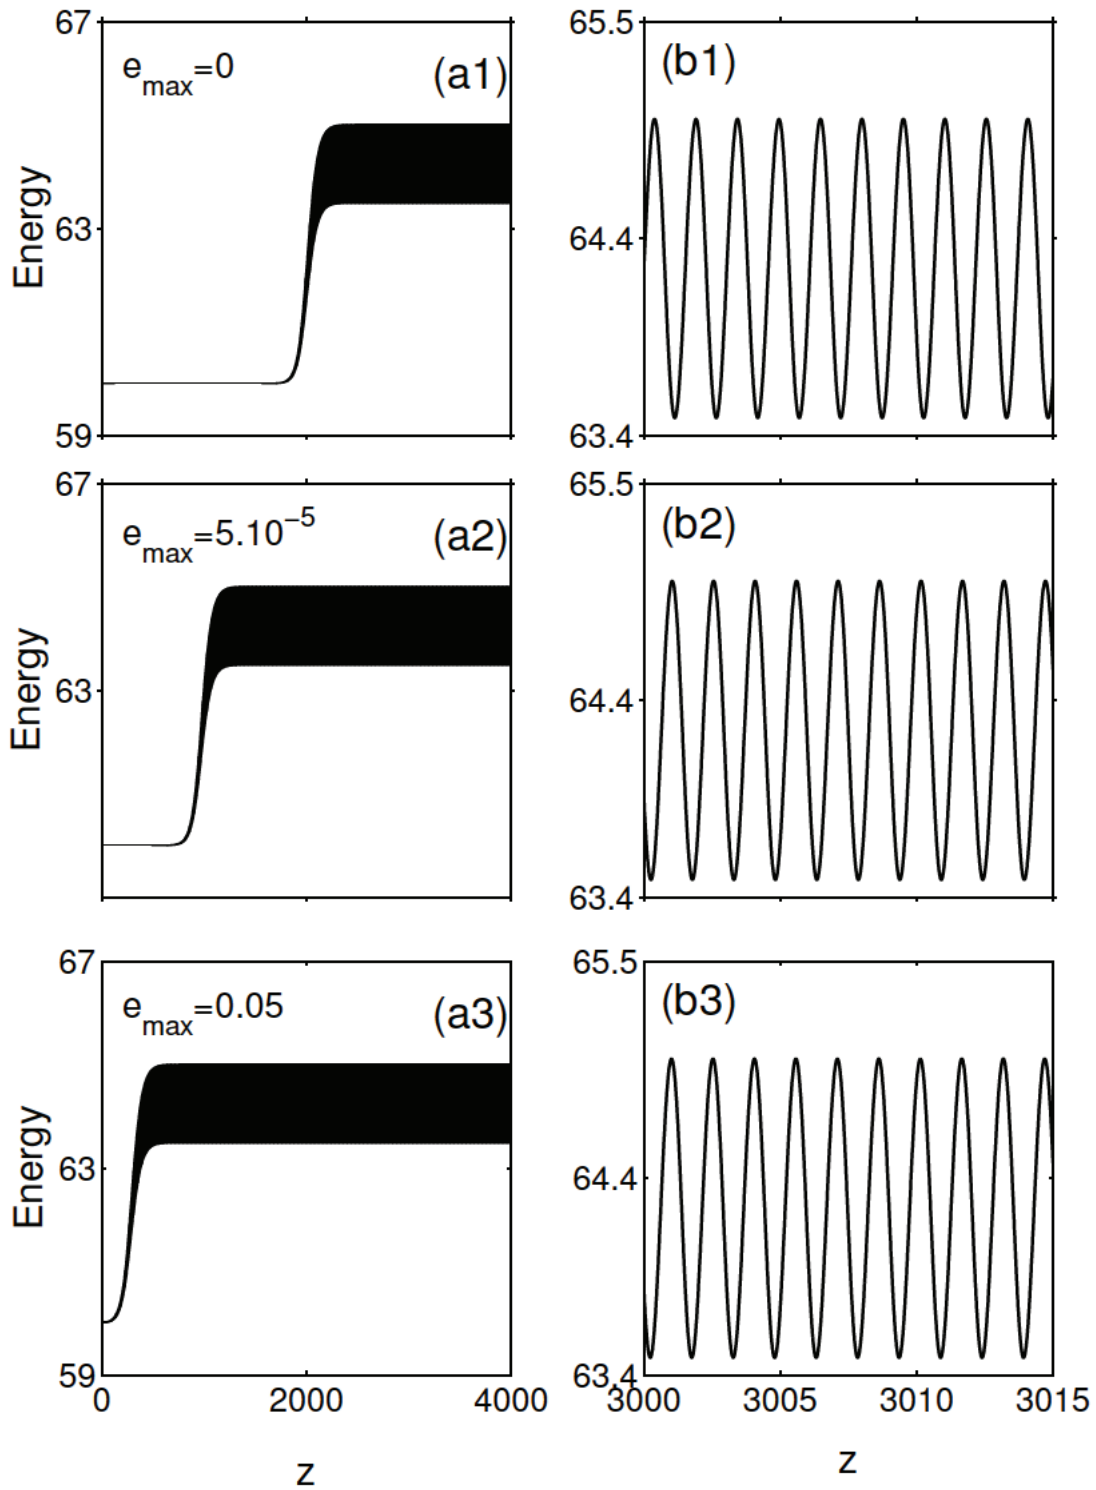 67
e_max=0
(a1)
Energy
63
59
65.5
(b1)
64.4
63.4
67
e_max=5.10^−5
(a2)
Energy
63
65.5
(b2)
64.4
63.4
67
e_max=0.05
(a3)
Energy
63
59
0
2000
4000
z
65.5
(b3)
64.4
63.4
3000
3005
3010
3015
z